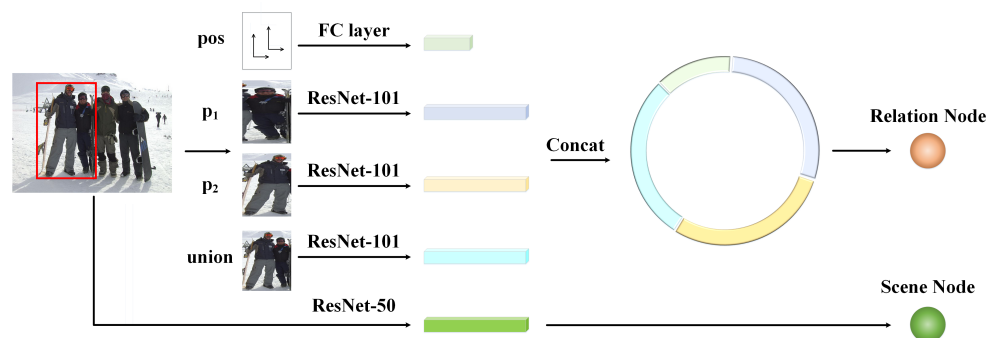 pos
FC layer
p1
ResNet-101
p2
ResNet-101
union
ResNet-101
ResNet-50
Concat
Relation Node
Scene Node